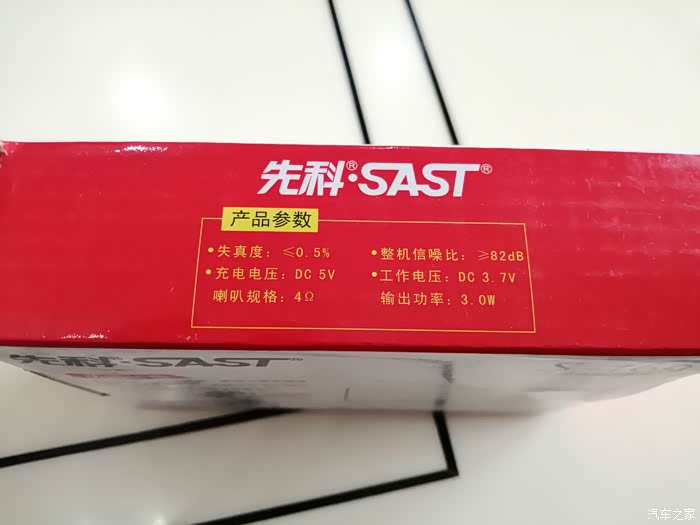 先科®·SAST®
产品参数
•失真度：≤0.5% •整机信噪比：≥82dB
•充电电压：DC 5V •工作电压：DC 3.7V
喇叭规格：4Ω 输出功率：3.0W
先科®·SAST®
汽车之家